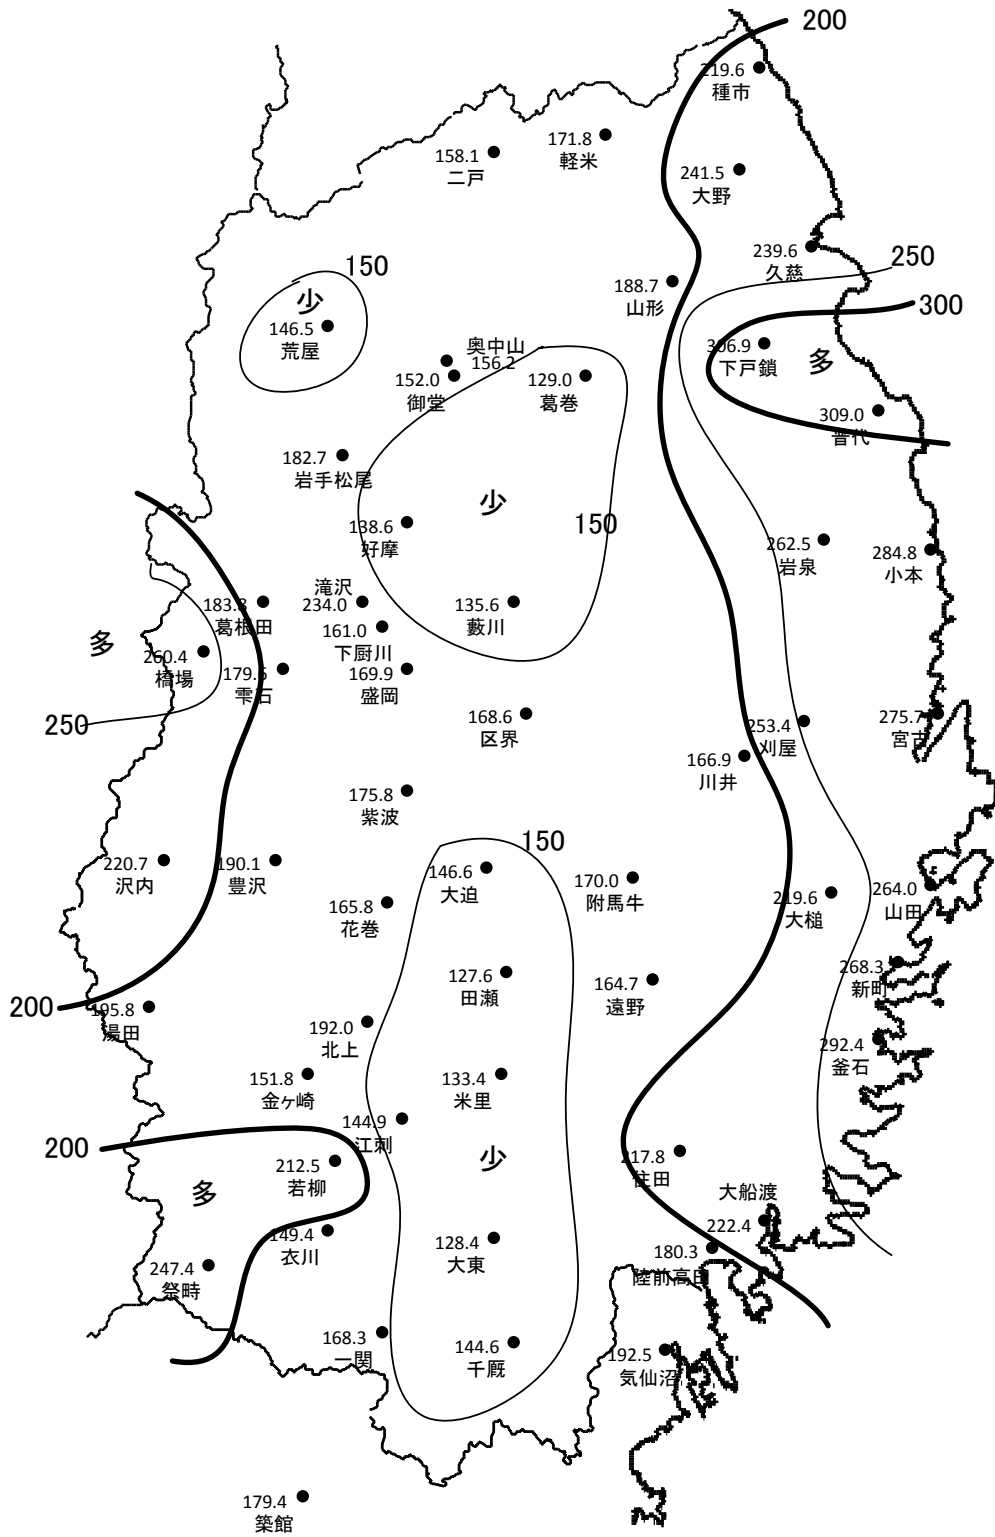 200
219.6
種市
171.8
軽米
158.1
二戸
241.5
大野
239.6
久慈
250
150
少
188.7
山形
300
146.5
荒屋
奥中山
156.2
306.9
下戸鎖
多
152.0
御堂
129.0
葛巻
309.0
普代
182.7
岩手松尾
少
150
138.6
好摩
262.5
岩泉
284.8
小本
滝沢
234.0
183.8
葛根田
135.6
藪川
161.0
下厨川
多
260.4
橋場
179.5
雫石
169.9
盛岡
250
168.6
区界
253.4
刈屋
275.7
宮古
166.9
川井
175.8
紫波
150
220.7
沢内
190.1
豊沢
146.6
大迫
170.0
附馬牛
264.0
山田
165.8
花巻
219.6
大槌
127.6
田瀬
164.7
遠野
268.3
新町
200
195.8
湯田
192.0
北上
292.4
釜石
151.8
金ヶ崎
133.4
米里
144.9
江刺
200
212.5
若柳
少
217.8
住田
多
大船渡
222.4
149.4
衣川
128.4
大東
180.3
陸前高田
247.4
祭畤
168.3
一関
144.6
千厩
192.5
気仙沼
179.4
築館